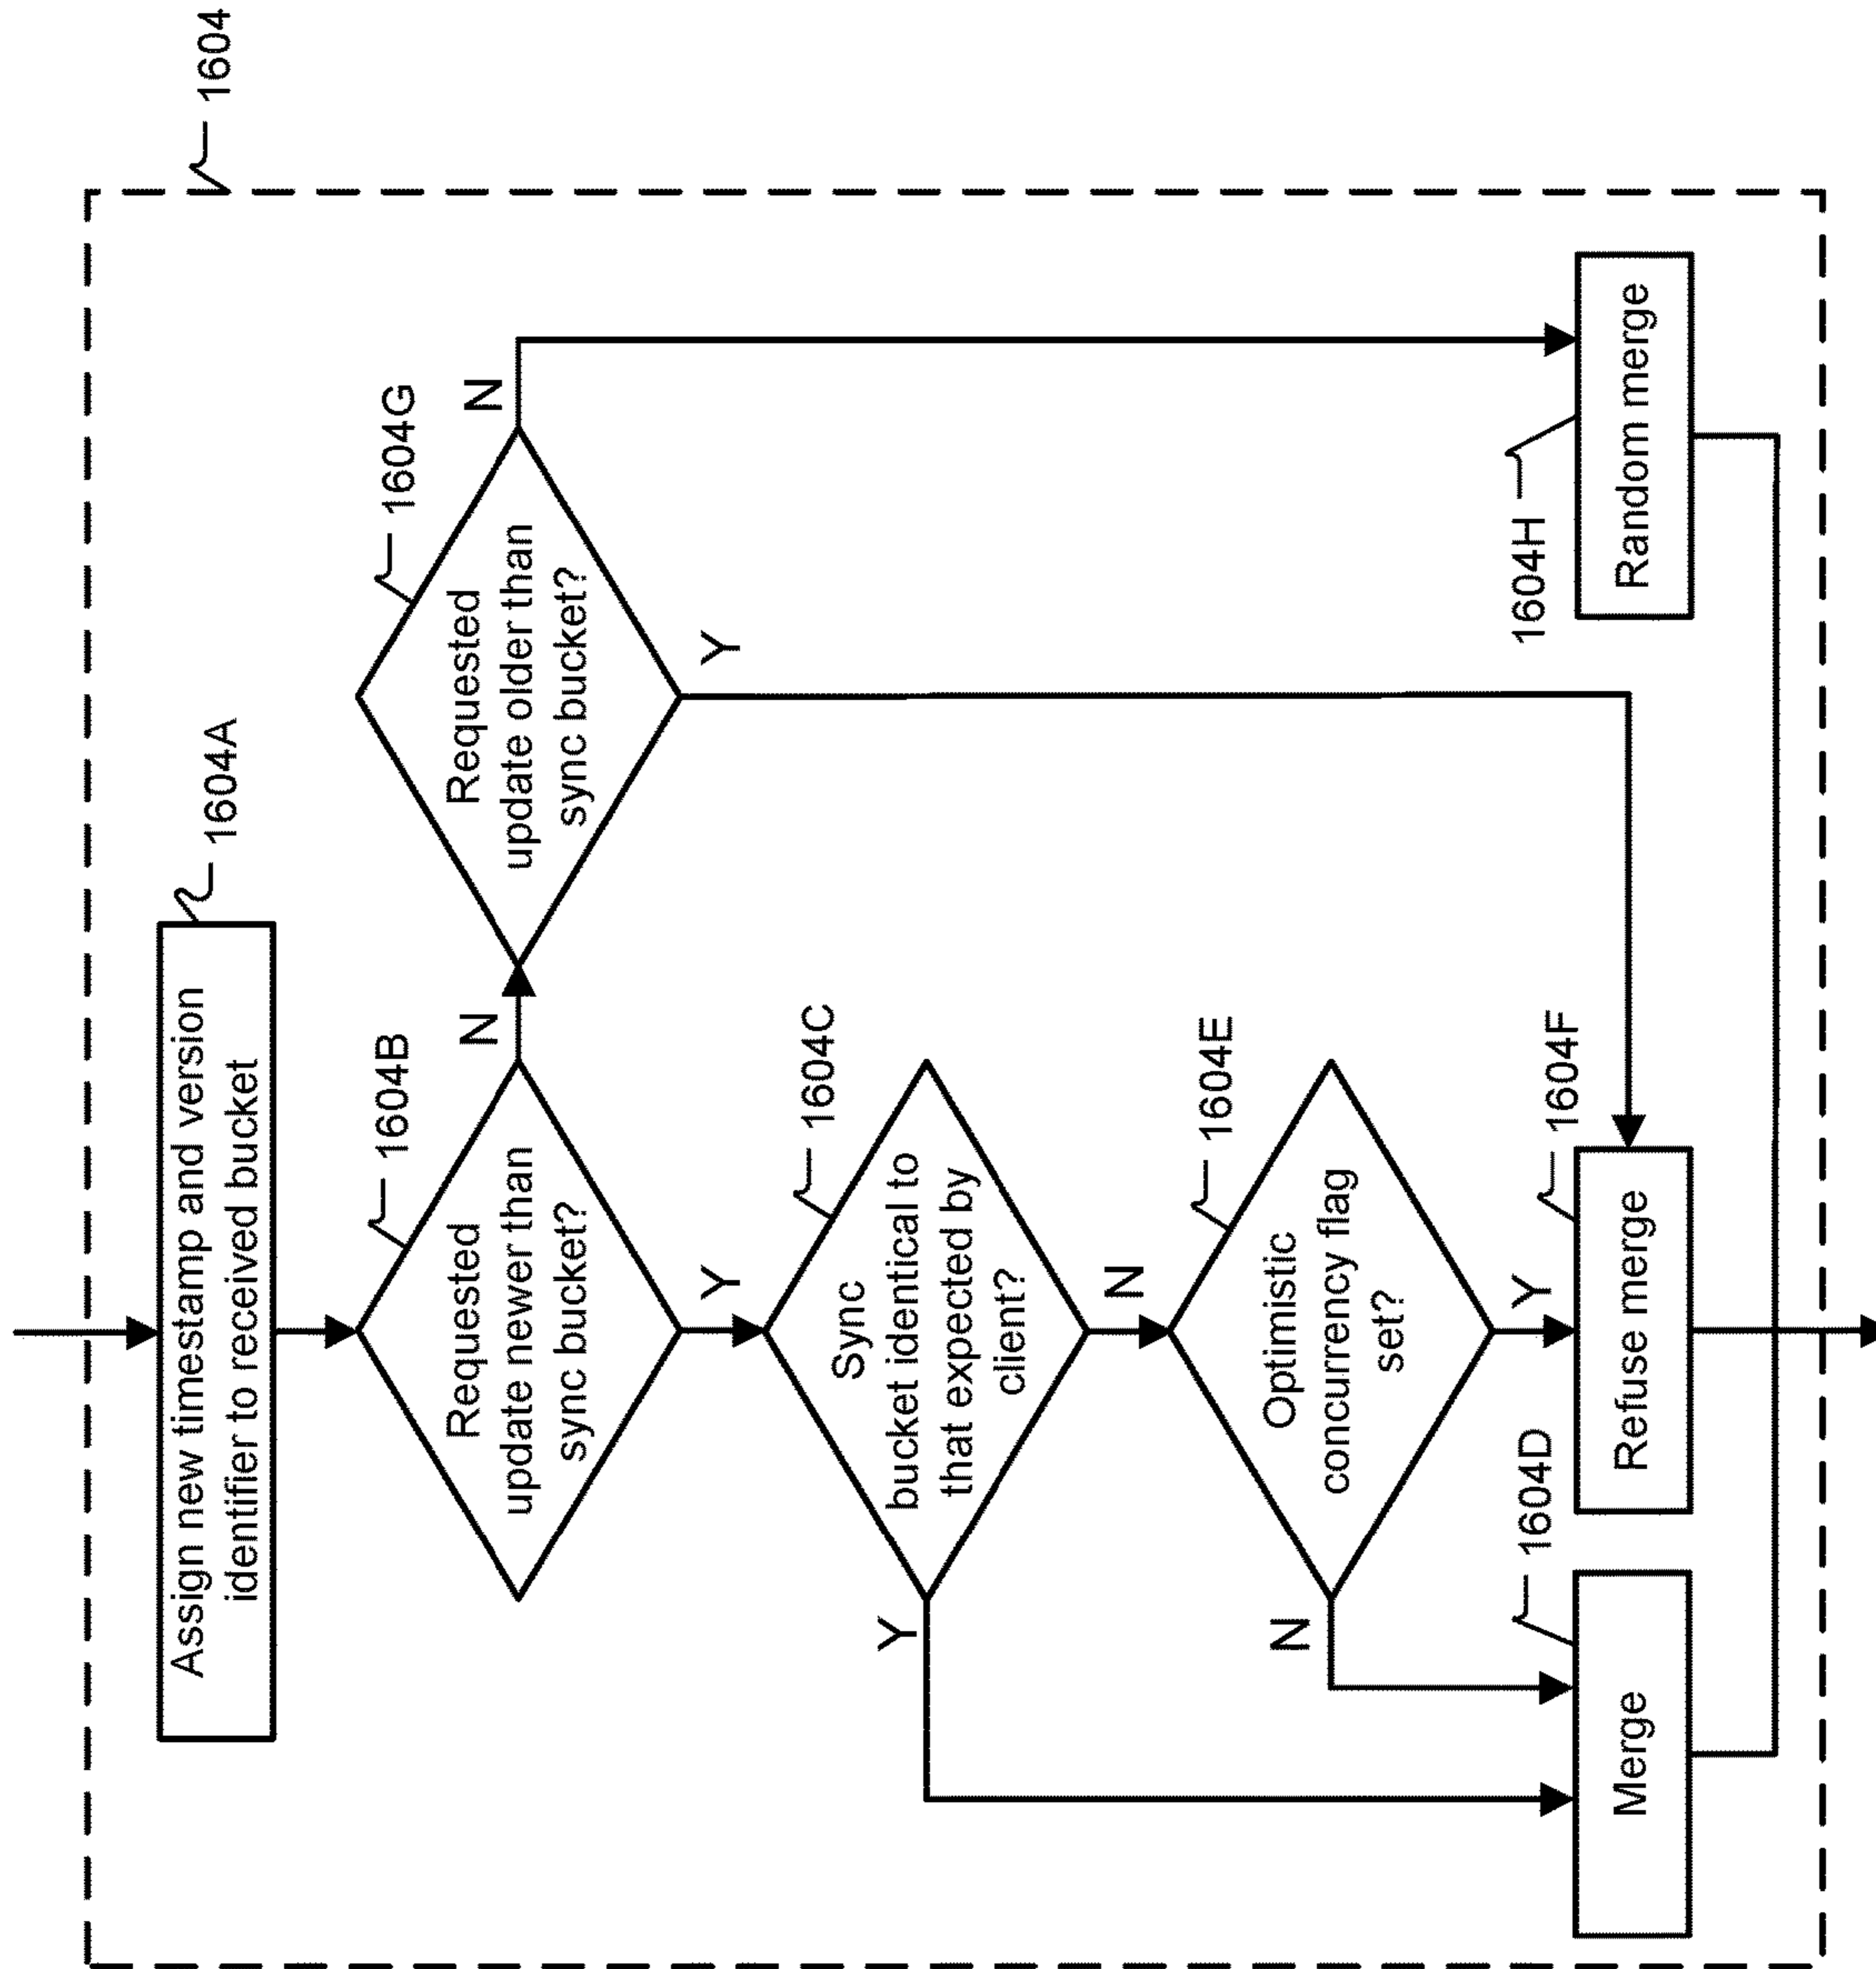 1604
1604A
Assign new timestamp and version
identifier to received bucket
1604B
Requested
update newer than
sync bucket?
N
Y
1604G
Requested
update older than
sync bucket?
N
Y
1604C
Sync
bucket identical to
that expected by
client?
Y
N
1604E
Optimistic
concurrency flag
set?
N
Y
1604D
Merge
1604F
Refuse merge
1604H
Random merge